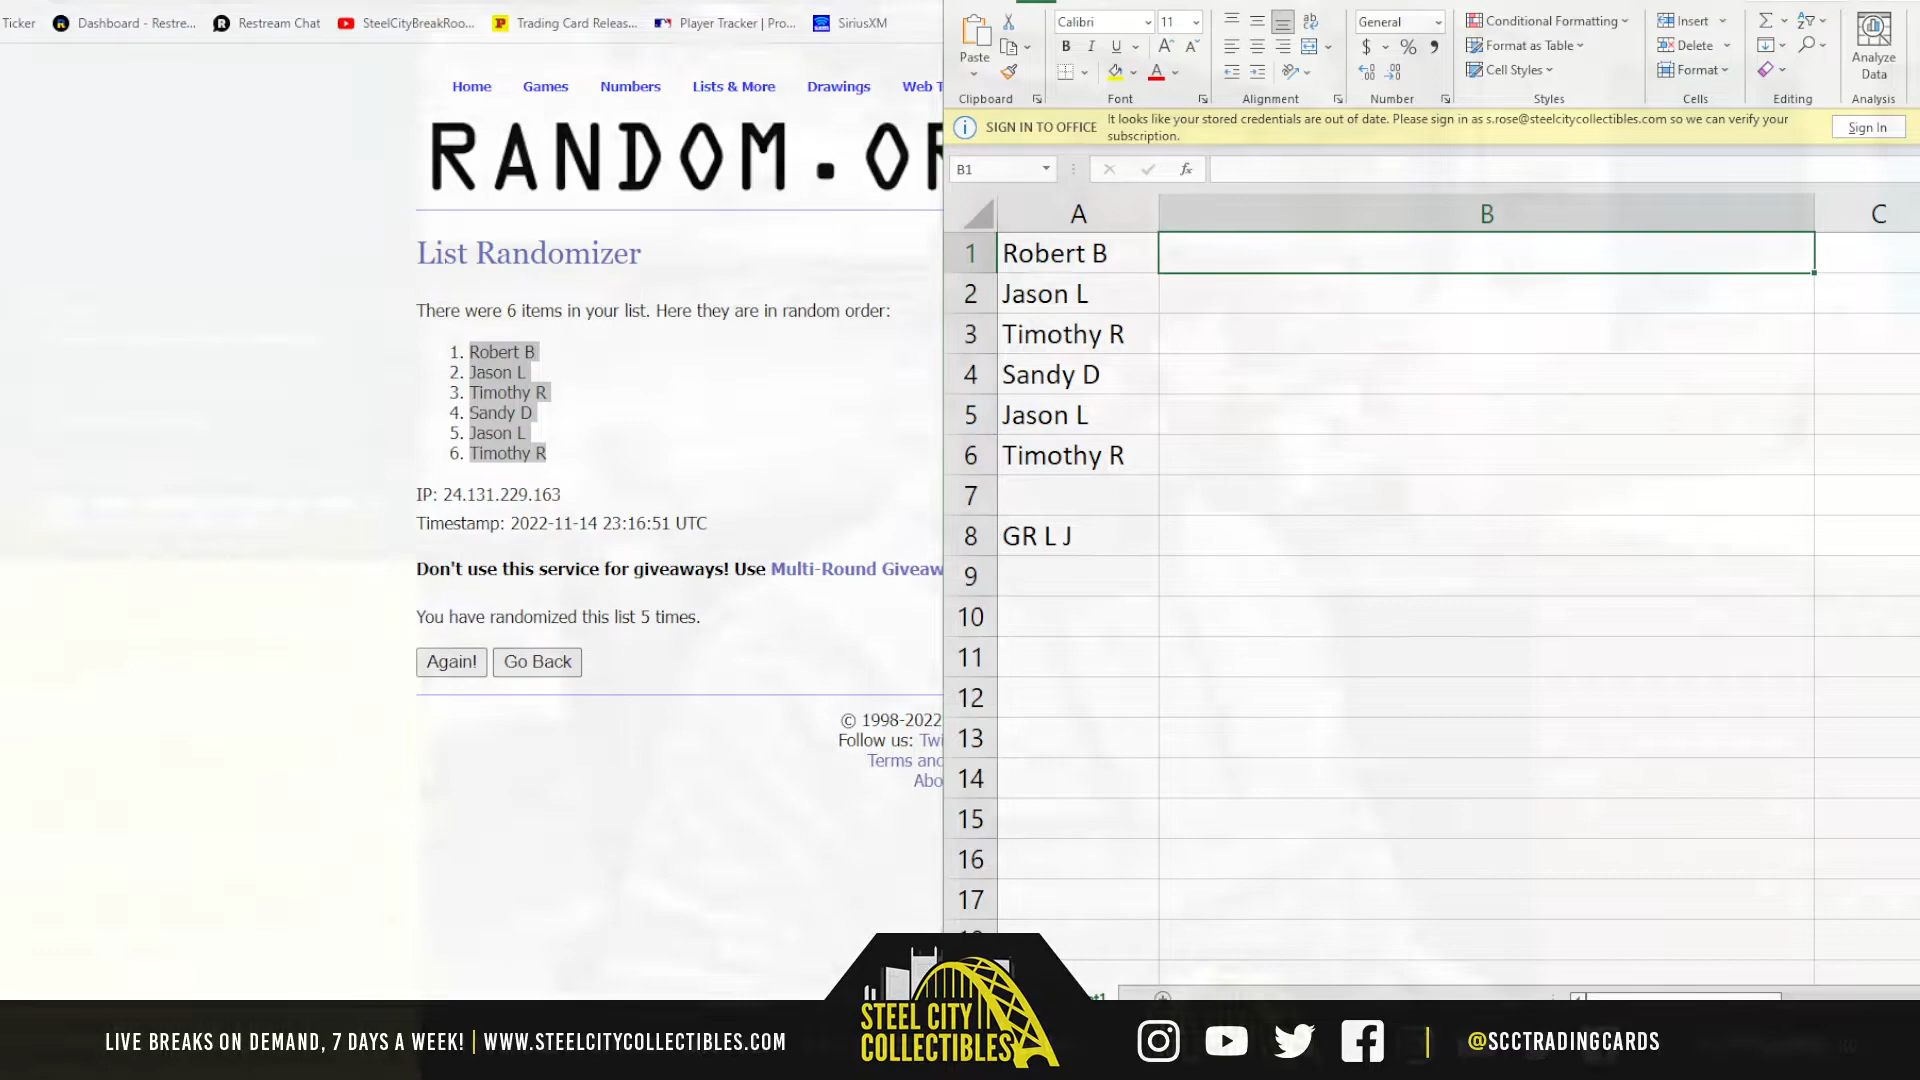 Ticker
Dashboard - Restre...
Restream Chat
SteelCityBreakRoo...
Trading Card Releas...
Player Tracker | Pro...
SiriusXM
Home
Games
Numbers
Lists & More
Drawings
Web T
RANDOM.OR
List Randomizer
There were 6 items in your list. Here they are in random order:
1. Robert B
2. Jason L
3. Timothy R
4. Sandy D
5. Jason L
6. Timothy R
IP: 24.131.229.163
Timestamp: 2022-11-14 23:16:51 UTC
Don't use this service for giveaways! Use Multi-Round Giveaw
You have randomized this list 5 times.
Again!
Go Back
© 1998-2022
Follow us: Twi
Terms and
Abo
Paste
Clipboard
Calibri
11
B I U
A A
A
Font
ab
Alignment
General
$ % ,
Number
Conditional Formatting
Format as Table
Cell Styles
Styles
Insert
Delete
Format
Cells
Editing
Analyze
Data
Analysis
SIGN IN TO OFFICE
It looks like your stored credentials are out of date. Please sign in as s.rose@steelcitycollectibles.com so we can verify your
subscription.
Sign In
B1
fx
A B C
1 Robert B
2 Jason L
3 Timothy R
4 Sandy D
5 Jason L
6 Timothy R
7
8 GR L J
9
10
11
12
13
14
15
16
17
LIVE BREAKS ON DEMAND, 7 DAYS A WEEK! | WWW.STEELCITYCOLLECTIBLES.COM
STEEL CITY
COLLECTIBLES
@SCCTRADINGCARDS